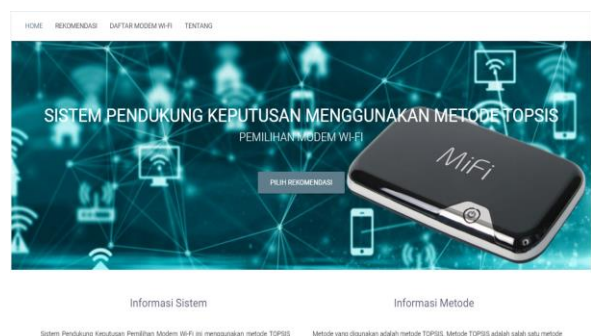 HOME REKOMENDASI DAFTAR MODEM WI-FI TENTANG
SISTEM PENDUKUNG KEPUTUSAN MENGGUNAKAN METODE TOPSIS
PEMILIHAN MODEM WI-FI
MiFi
PILIH REKOMENDASI
Informasi Sistem
Sistem Pendukung Keputusan Pemilihan Modem Wi-Fi ini menggunakan metode TOPSIS
Informasi Metode
Metode yang digunakan adalah metode TOPSIS. Metode TOPSIS adalah salah satu metode